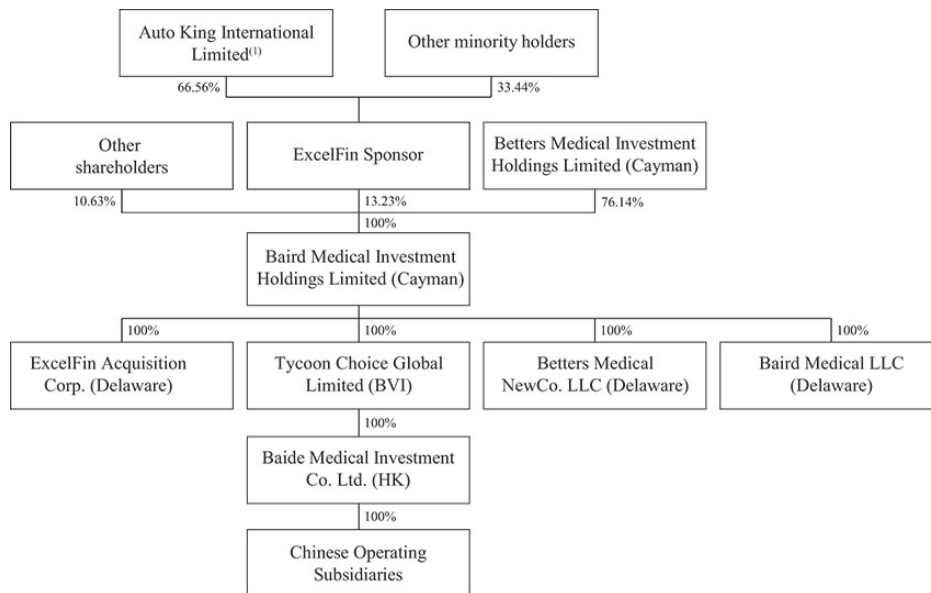 Auto King International
Limited(1)
Other minority holders
66.56%
33.44%
Other
shareholders
ExcelFin Sponsor
Betters Medical Investment
Holdings Limited (Cayman)
10.63%
13.23%
76.14%
100%
Baird Medical Investment
Holdings Limited (Cayman)
100%
100%
100%
100%
ExcelFin Acquisition
Corp. (Delaware)
Tycoon Choice Global
Limited (BVI)
Betters Medical
NewCo. LLC (Delaware)
Baird Medical LLC
(Delaware)
100%
Baide Medical Investment
Co. Ltd. (HK)
100%
Chinese Operating
Subsidiaries